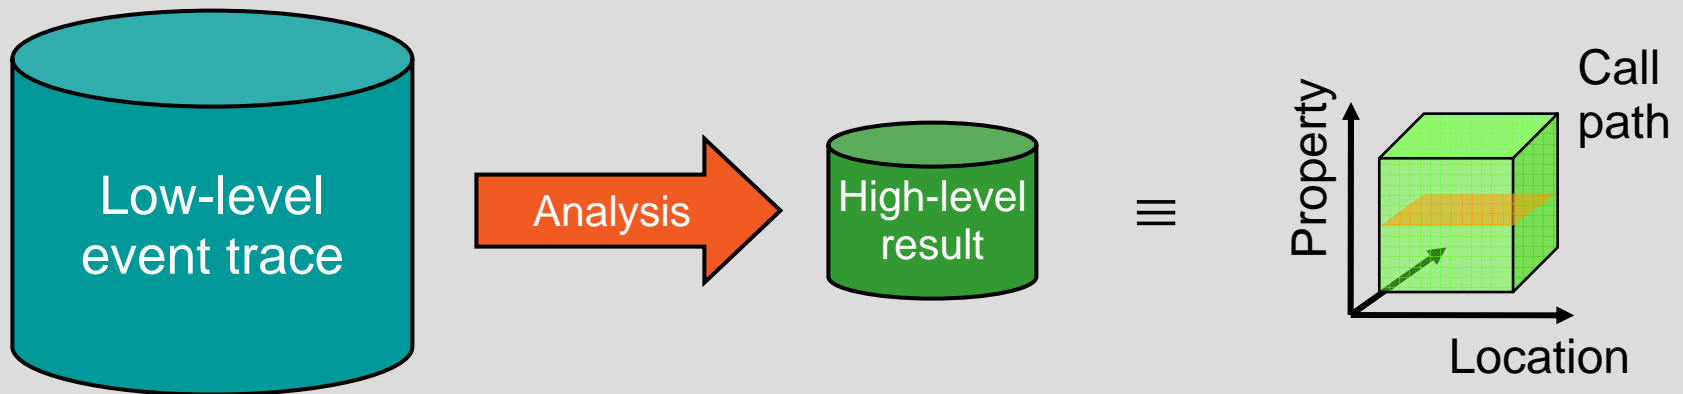 Low-level
event trace
Analysis
High-level
result
≡
Property
Call
path
Location